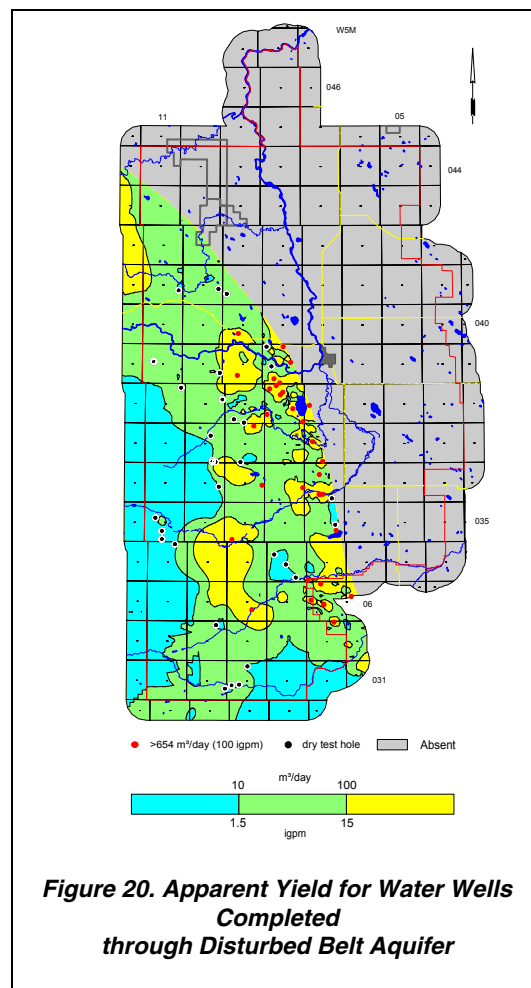 W5M
046
11
05
044
040
035
06
031
>654 m³/day (100 igpm)
dry test hole
Absent
m³/day
10
100
1.5
15
igpm
Figure 20. Apparent Yield for Water Wells
Completed
through Disturbed Belt Aquifer